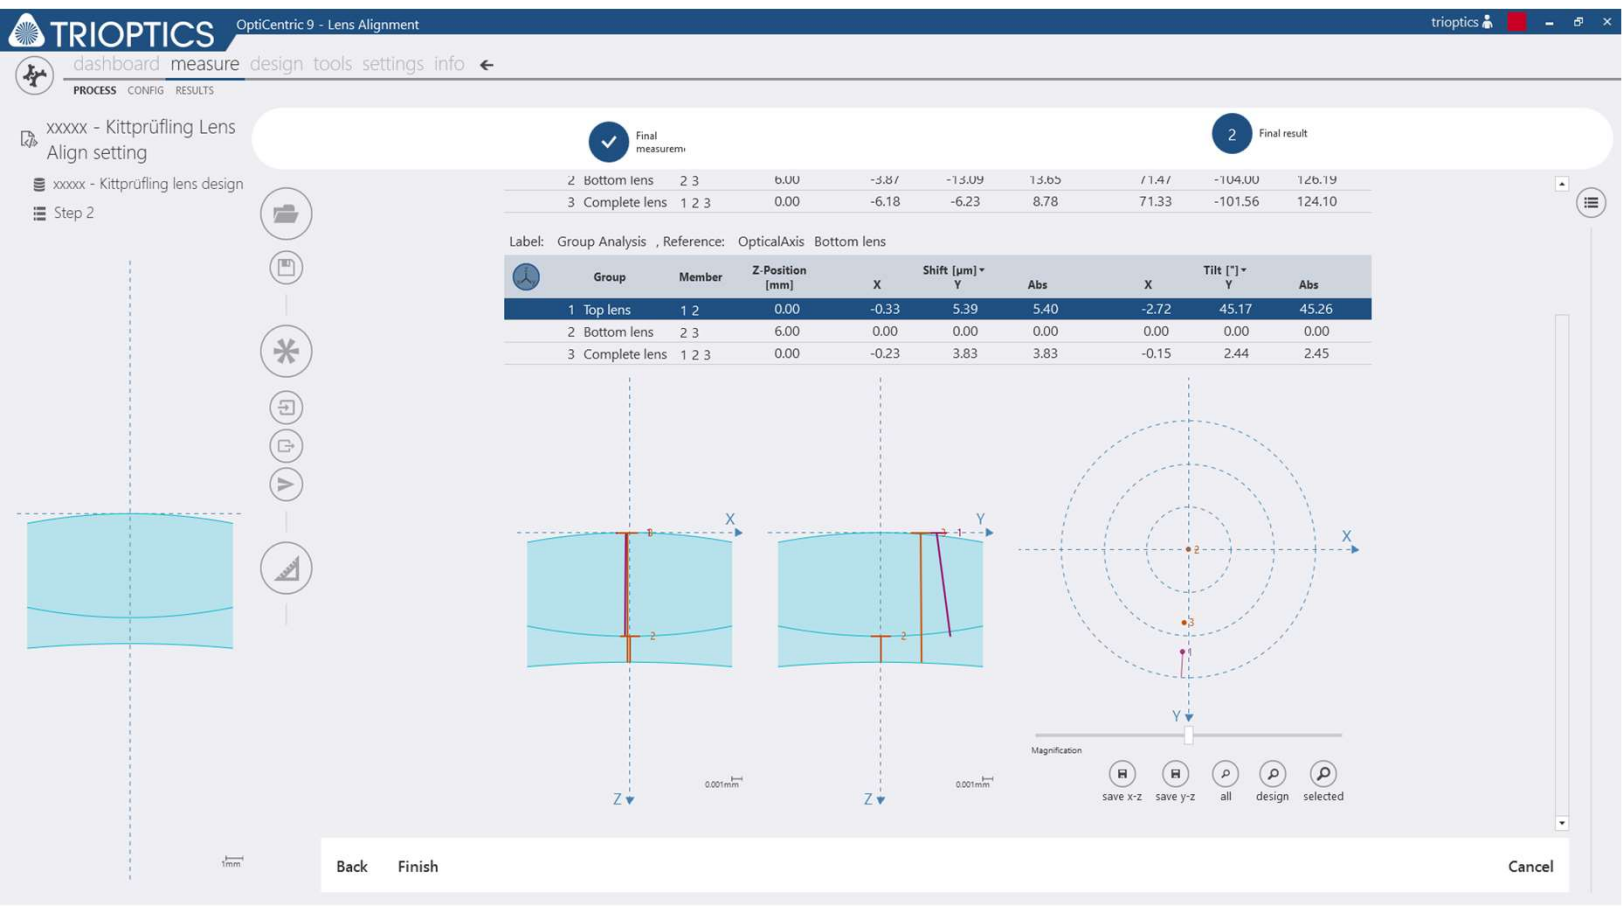 TRIOPTICS OptiCentric 9 - Lens Alignment trioptics
dashboard measure design tools settings info
PROCESS CONFIG RESULTS
xxxxx - Kittprüfling Lens
Align setting
xxxxx - Kittprüfling lens design
Step 2
Final
measurem
2 Final result
2 Bottom lens 2 3 6.00 -3.87 -13.09 13.65 71.47 -104.00 126.19
3 Complete lens 1 2 3 0.00 -6.18 -6.23 8.78 71.33 -101.56 124.10
Label: Group Analysis , Reference: OpticalAxis Bottom lens
Group Member Z-Position [mm] Shift [µm] X Y Abs Tilt ["] X Y Abs
1 Top lens 1 2 0.00 -0.33 5.39 5.40 -2.72 45.17 45.26
2 Bottom lens 2 3 6.00 0.00 0.00 0.00 0.00 0.00 0.00
3 Complete lens 1 2 3 0.00 -0.23 3.83 3.83 -0.15 2.44 2.45
X
2
0.001mm
Z
Y
3 1
2
0.001mm
Z
X
2
3
1
Y
Magnification
save x-z save y-z all design selected
1mm
Back Finish Cancel